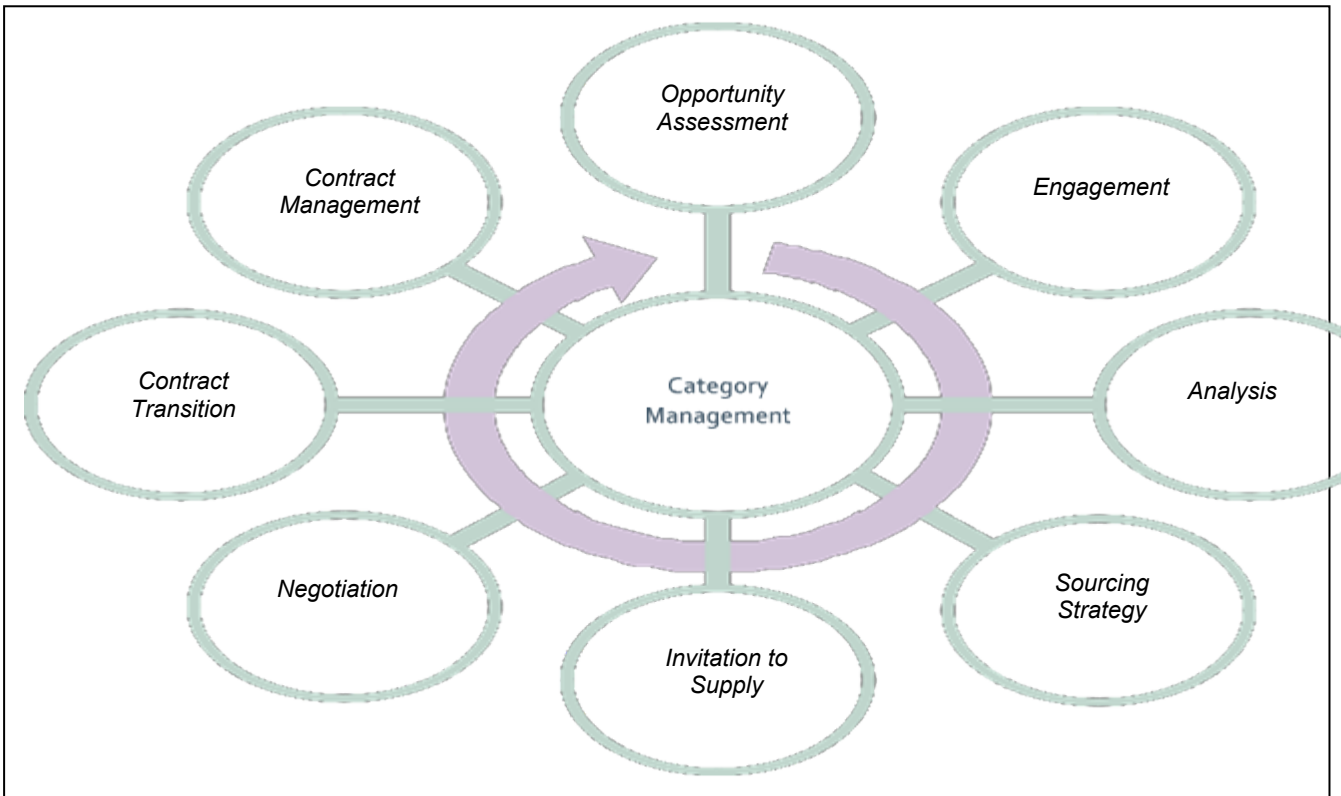 Opportunity
Assessment
Engagement
Analysis
Sourcing
Strategy
Invitation to
Supply
Negotiation
Contract
Transition
Contract
Management
Category
Management